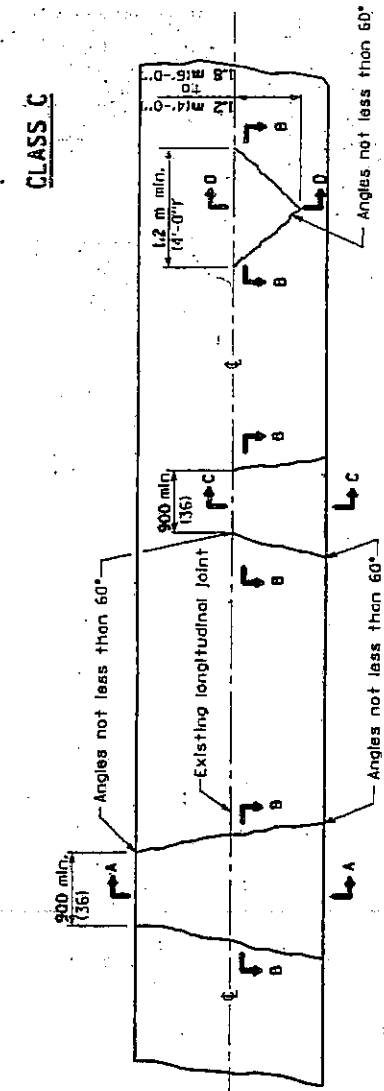 CLASS C
900 min.
(36)
A
Angles not less than 60°
900 min.
(36)
C
1.2 m min.
(4'-0")
D
1.2 m(4'-0")
to
1.8 m(6'-0")
Existing longitudinal joint
℄
℄
B
B
B
B
B
B
D
A
C
Angles not less than 60°
Angles not less than 60°